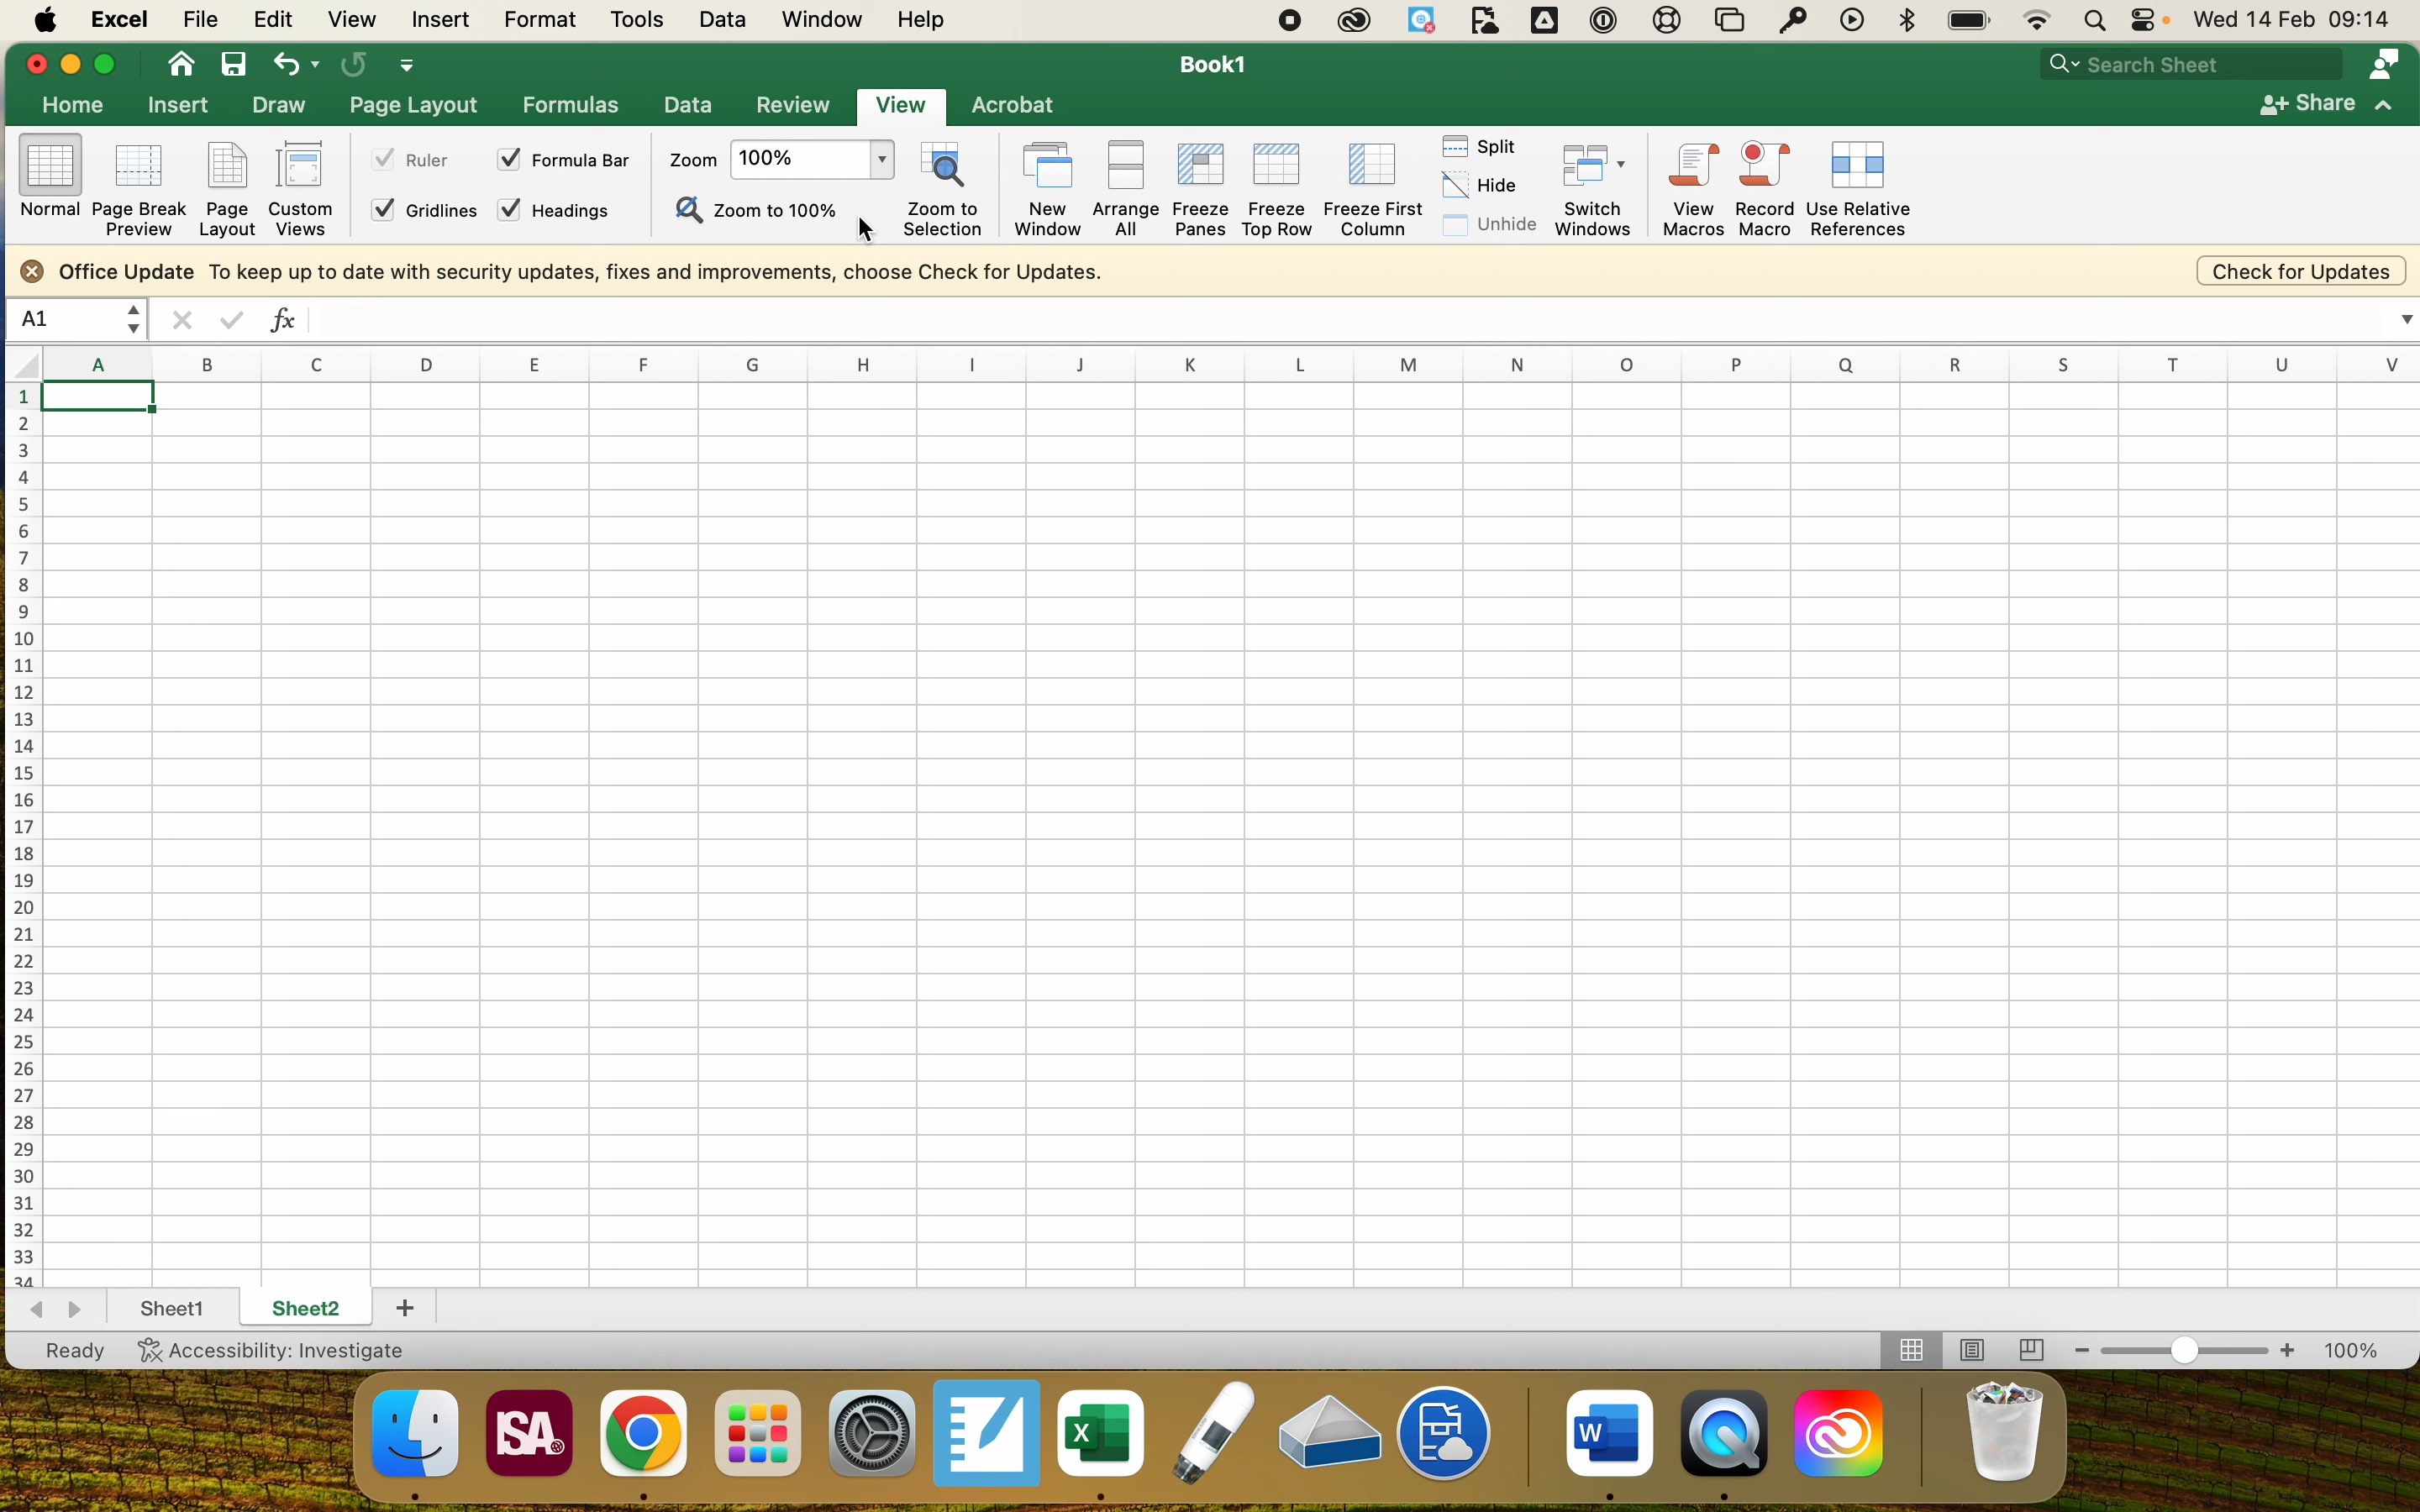 Excel File Edit View Insert Format Tools Data Window Help Wed 14 Feb 09:14
Book1 Search Sheet
Home Insert Draw Page Layout Formulas Data Review View Acrobat Share
Normal Page Break Preview Page Layout Custom Views
Ruler Formula Bar
Gridlines Headings
Zoom 100%
Zoom to 100%
Zoom to Selection
New Window Arrange All Freeze Panes Freeze Top Row Freeze First Column
Split
Hide
Unhide
Switch Windows
View Macros Record Macro Use Relative References
Office Update To keep up to date with security updates, fixes and improvements, choose Check for Updates. Check for Updates
A1 fx
A B C D E F G H I J K L M N O P Q R S T U V
1
2
3
4
5
6
7
8
9
10
11
12
13
14
15
16
17
18
19
20
21
22
23
24
25
26
27
28
29
30
31
32
33
34
Sheet1 Sheet2 +
Ready Accessibility: Investigate 100%
ISA X W